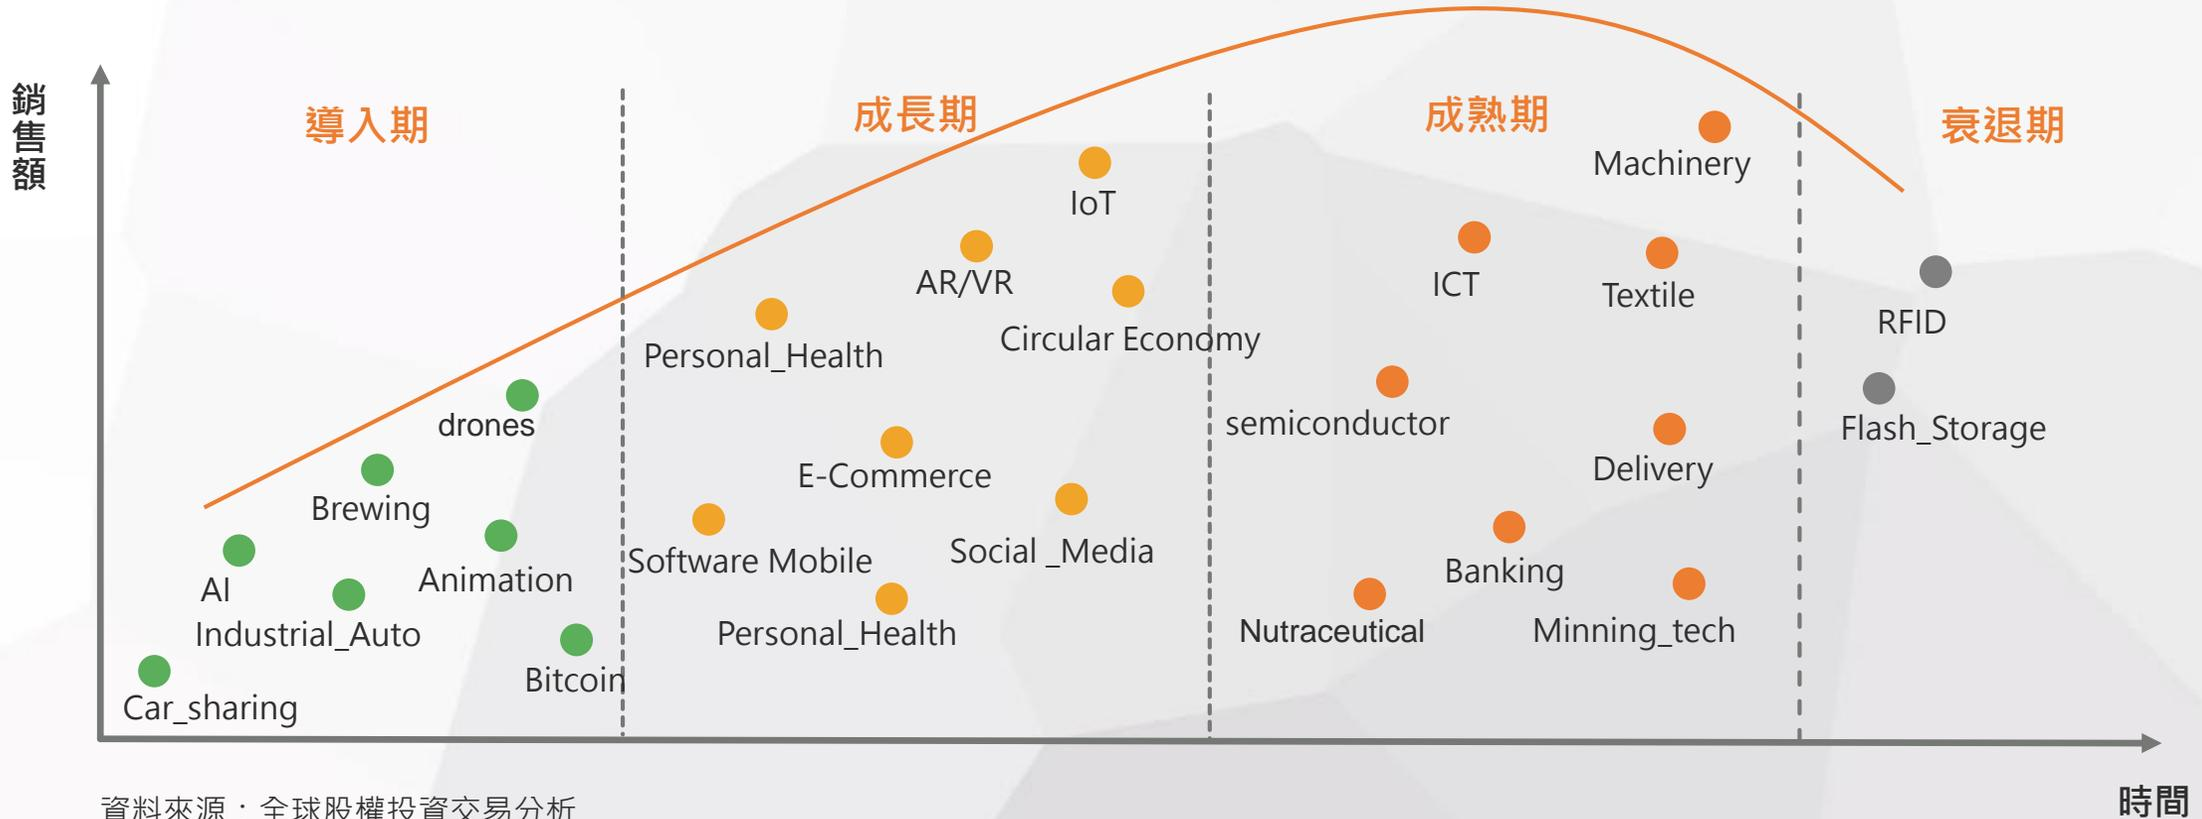 銷售額
導入期
成長期
成熟期
衰退期
Machinery
IoT
ICT
Textile
AR/VR
RFID
Circular Economy
Personal_Health
drones
semiconductor
Flash_Storage
E-Commerce
Delivery
Brewing
Software Mobile
Social _Media
Banking
AI
Animation
Industrial_Auto
Personal_Health
Nutraceutical
Minning_tech
Bitcoin
Car_sharing
時間
資料來源：全球股權投資交易分析